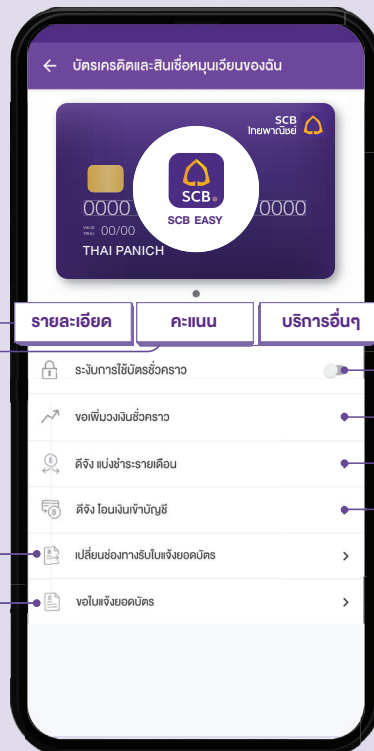 บัตรเครดิตและสินเชื่อหมุนเวียนของฉัน
SCB
ไทยพาณิชย์
SCB
0000 0000
SCB EASY
VALID THRU 00/00
THAI PANICH
รายละเอียด คะแนน บริการอื่นๆ
ระงับการใช้บัตรชั่วคราว
ขอเพิ่มวงเงินชั่วคราว
ดีจัง แบ่งชำระรายเดือน
ดีจัง โอนเงินเข้าบัญชี
เปลี่ยนช่องทางรับใบแจ้งยอดบัตร
ขอใบแจ้งยอดบัตร